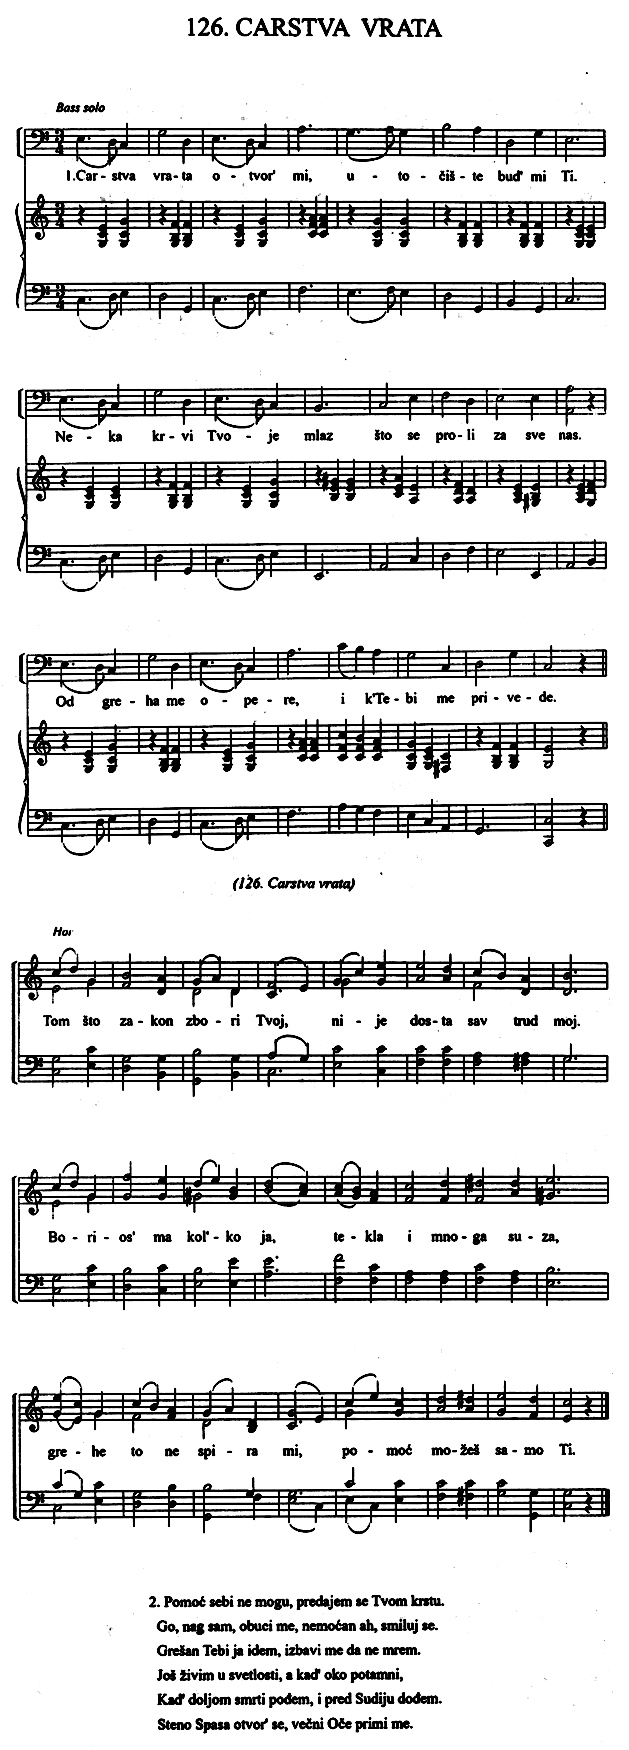 126. CARSTVA VRATA
Bass solo
1.Car - stva vra-ta o - tvor' mi, u - to - čiš-te bud' mi Ti.
Ne - ka kr - vi Tvo - je mlaz što se pro-li za sve nas.
Od gre - ha me o - pe - re, i k'Te - bi me pri - ve - de.
(126. Carstva vrata)
Hor
Tom što za - kon zbo - ri Tvoj, ni - je dos - ta sav trud moj.
Bo - ri - os' ma kol'- ko ja, te - kla i mno - ga su - za,
gre - he to ne spi - ra mi, po - moć mo - žeš sa - mo Ti.
2. Pomoć sebi ne mogu, predajem se Tvom krstu.
Go, nag sam, obuci me, nemoćan ah, smiluj se.
Grešan Tebi ja idem, izbavi me da ne mrem.
Još živim u svetlosti, a kad' oko potamni,
Kad' doljom smrti pođem, i pred Sudiju dođem.
Steno Spasa otvor' se, večni Oče primi me.